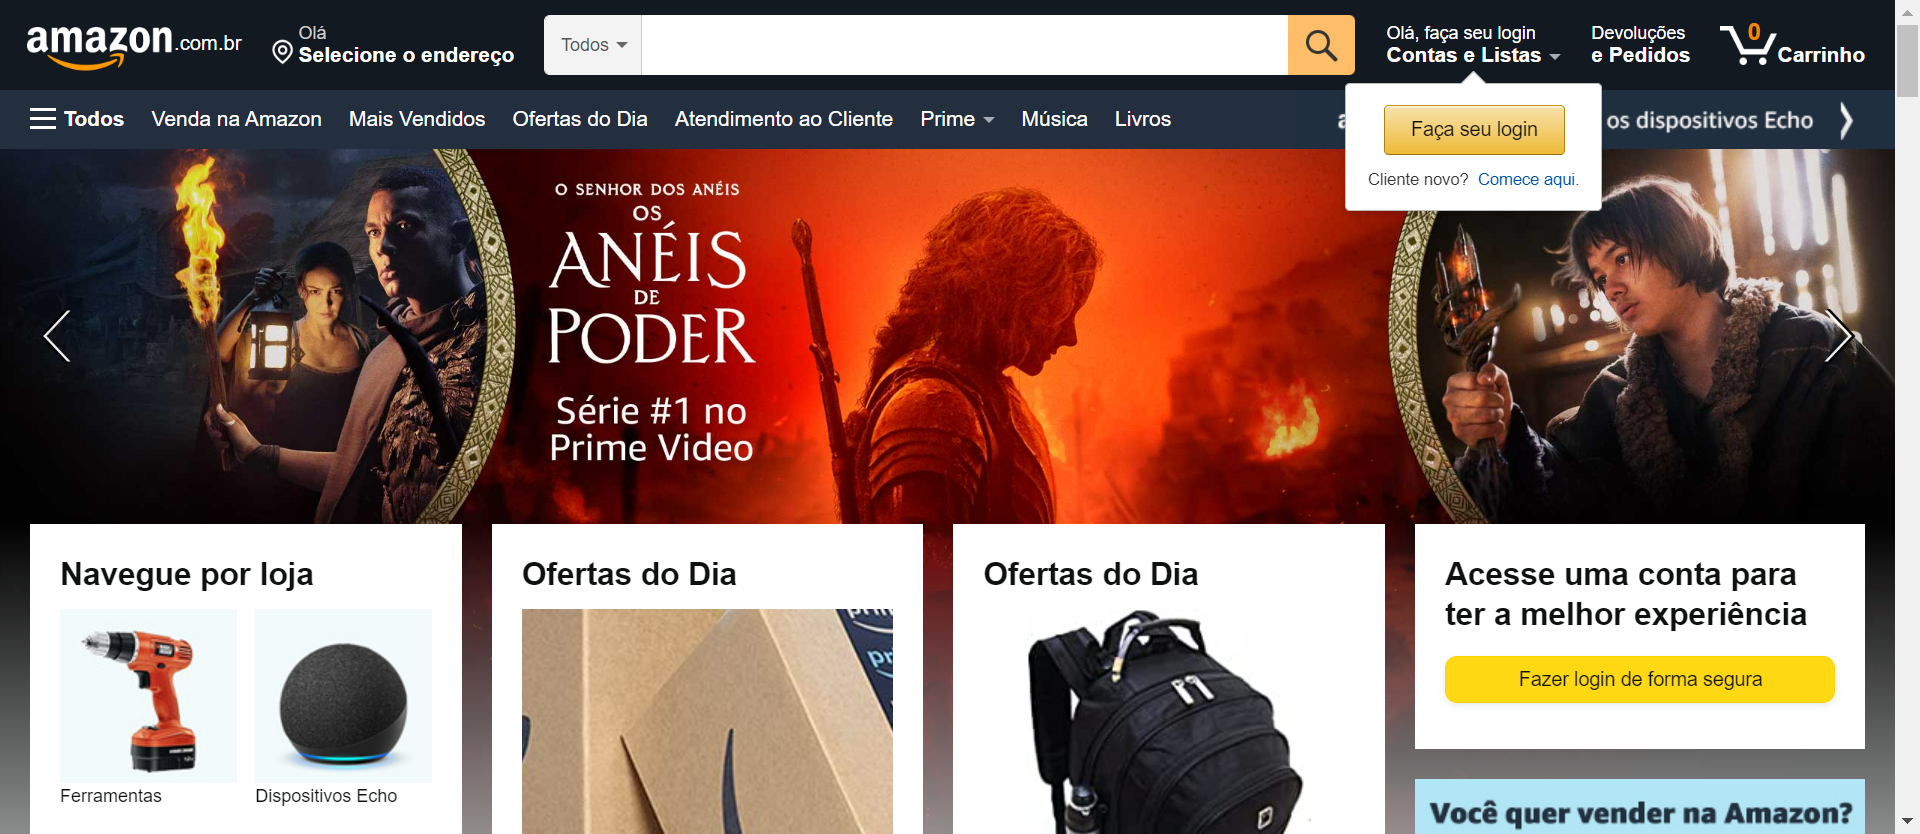 amazon.com.br
Olá
Selecione o endereço
Todos
Olá, faça seu login
Contas e Listas
Devoluções
e Pedidos
0
Carrinho
Todos
Venda na Amazon
Mais Vendidos
Ofertas do Dia
Atendimento ao Cliente
Prime
Música
Livros
os dispositivos Echo
Faça seu login
Cliente novo? Comece aqui.
O SENHOR DOS ANÉIS
OS
ANÉIS
DE
PODER
Série #1 no
Prime Video
Navegue por loja
Ferramentas
Dispositivos Echo
Ofertas do Dia
Ofertas do Dia
Acesse uma conta para
ter a melhor experiência
Fazer login de forma segura
Você quer vender na Amazon?